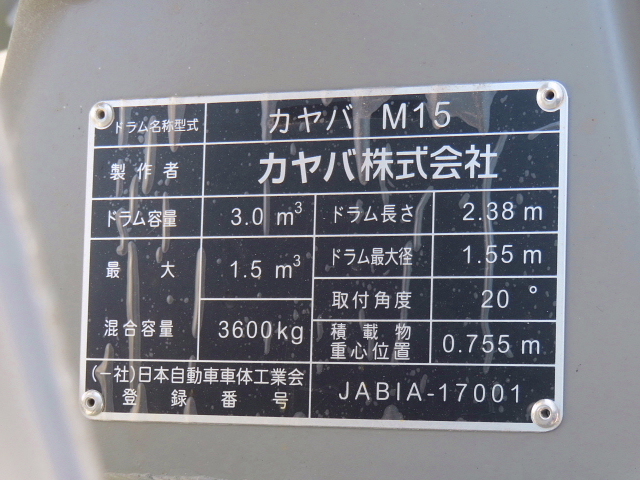 ドラム名称型式 カヤバ M15
製作者 カヤバ株式会社
ドラム容量 3.0 m³ ドラム長さ 2.38 m
最大 1.5 m³ ドラム最大径 1.55 m
取付角度 20°
混合容量 3600kg 積載物
重心位置 0.755 m
(一社)日本自動車車体工業会
登録番号 JABIA-17001